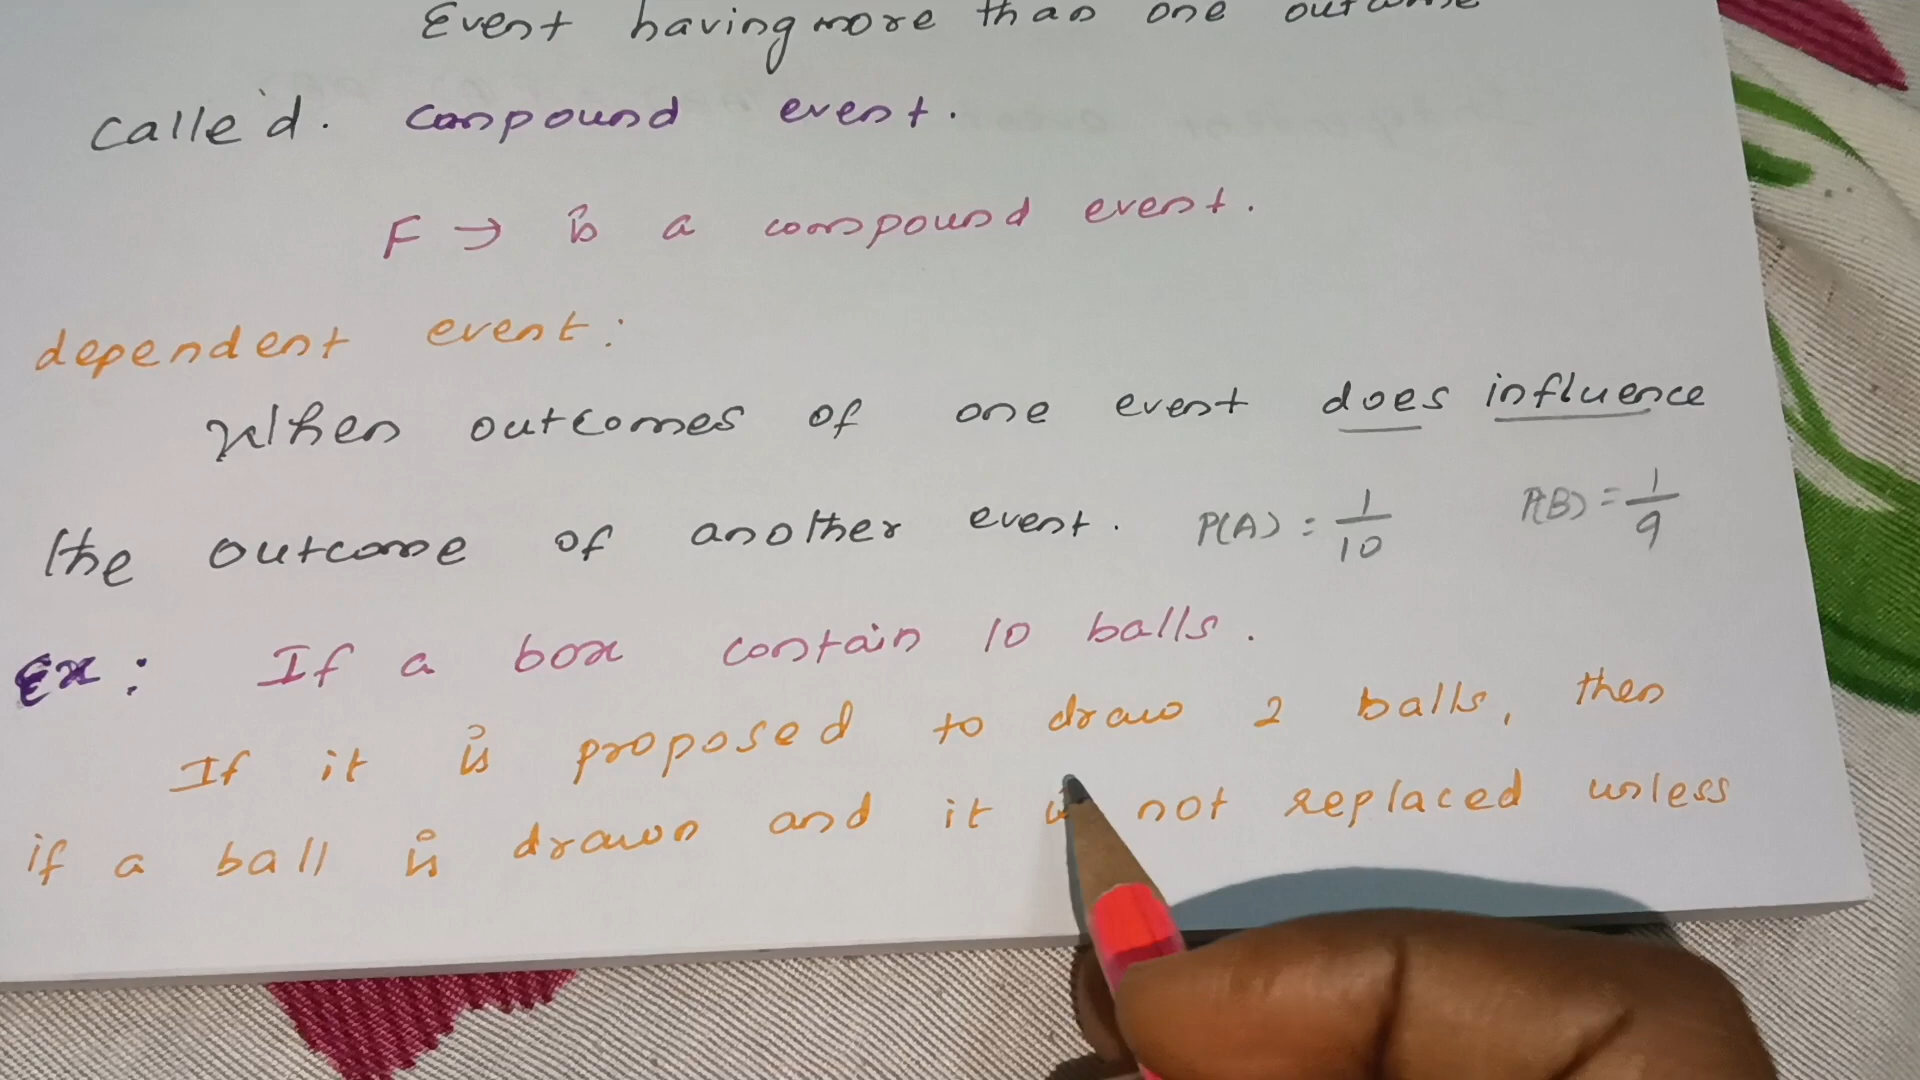 Event having more than one outcome
called. compound event.
F → is a compound event.
dependent event:
When outcomes of one event does influence
the outcome of another event. P(A) = 1/10 P(B) = 1/9
Ex: If a box contain 10 balls.
If it is proposed to draw 2 balls, then
if a ball is drawn and it not replaced unless